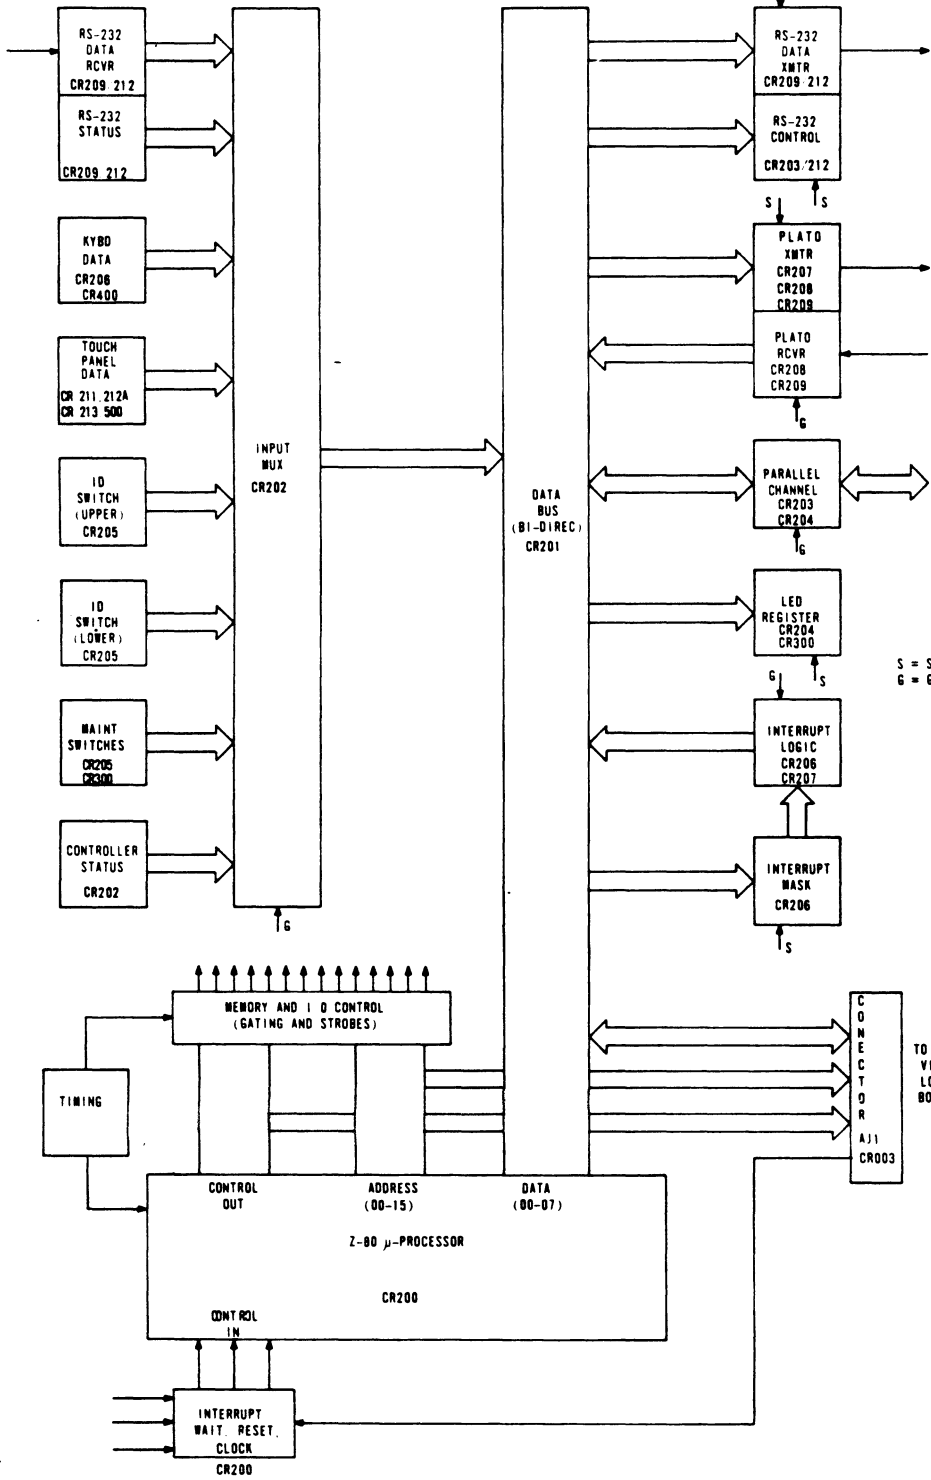 RS-232
DATA
RCVR
CR209/212
RS-232
STATUS
CR209/212
KYBD
DATA
CR206
CR400
TOUCH
PANEL
DATA
CR 211, 212A
CR 213 500
ID
SWITCH
(UPPER)
CR205
ID
SWITCH
(LOWER)
CR205
MAINT
SWITCHES
CR205
CR300
CONTROLLER
STATUS
CR202
INPUT
MUX
CR202
G
DATA
BUS
(BI-DIREC)
CR201
RS-232
DATA
XMTR
CR209/212
RS-232
CONTROL
CR203/212
S
S
PLATO
XMTR
CR207
CR208
CR209
PLATO
RCVR
CR208
CR209
G
PARALLEL
CHANNEL
CR203
CR204
G
LED
REGISTER
CR204
CR300
G
S
S = S
G = G
INTERRUPT
LOGIC
CR206
CR207
INTERRUPT
MASK
CR206
S
MEMORY AND I O CONTROL
(GATING AND STROBES)
TIMING
CONECTOR
AJ1
CR003
TO
VI
LO
BO
CONTROL
OUT
ADDRESS
(00-15)
DATA
(00-07)
Z-80 μ-PROCESSOR
CR200
CONTROL
IN
INTERRUPT
WAIT, RESET,
CLOCK
CR200